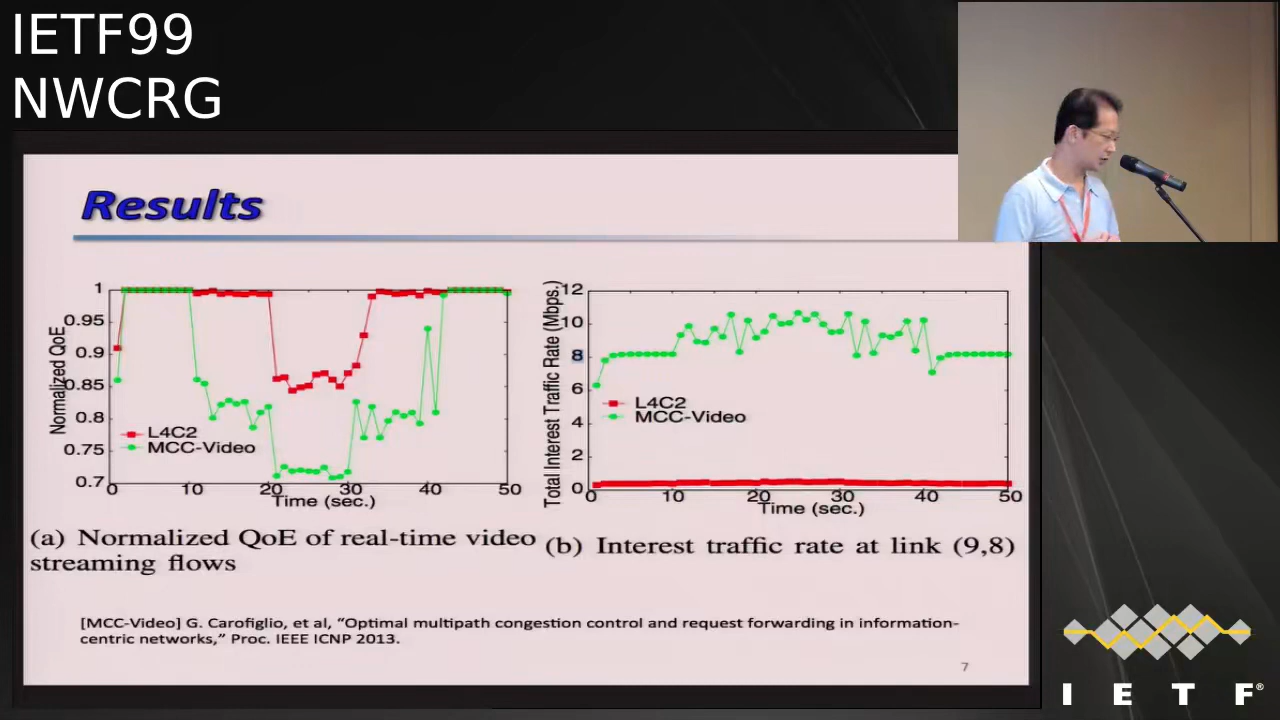 IETF99
NWCRG
Results
1
0.95
0.9
0.85
0.8
0.75
0.7
Normalized QoE
L4C2
MCC-Video
0 10 20 30 40 50
Time (sec.)
(a) Normalized QoE of real-time video
streaming flows
12
10
8
6
4
2
0
Total Interest Traffic Rate (Mbps.)
L4C2
MCC-Video
0 10 20 30 40 50
Time (sec.)
(b) Interest traffic rate at link (9,8)
[MCC-Video] G. Carofiglio, et al, “Optimal multipath congestion control and request forwarding in information-
centric networks,” Proc. IEEE ICNP 2013.
7
I E T F®